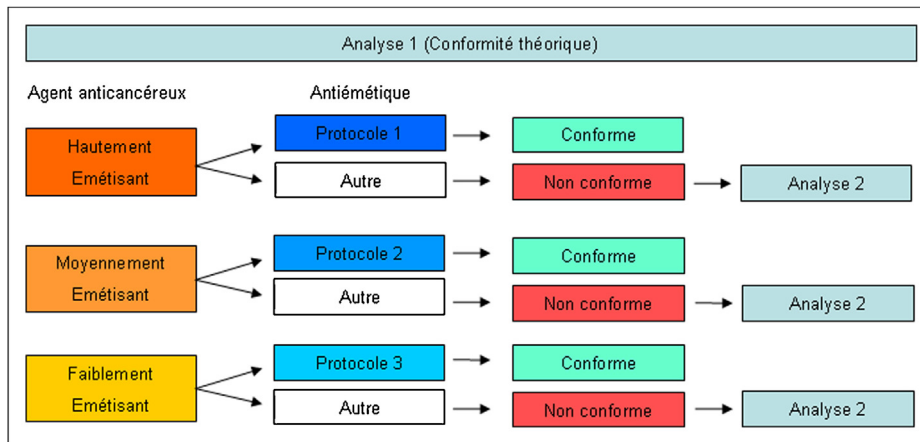 Analyse 1 (Conformité théorique)
Agent anticancéreux
Antiémétique
Hautement
Emétisant
Protocole 1
Conforme
Autre
Non conforme
Analyse 2
Moyennement
Emétisant
Protocole 2
Conforme
Autre
Non conforme
Analyse 2
Faiblement
Emétisant
Protocole 3
Conforme
Autre
Non conforme
Analyse 2